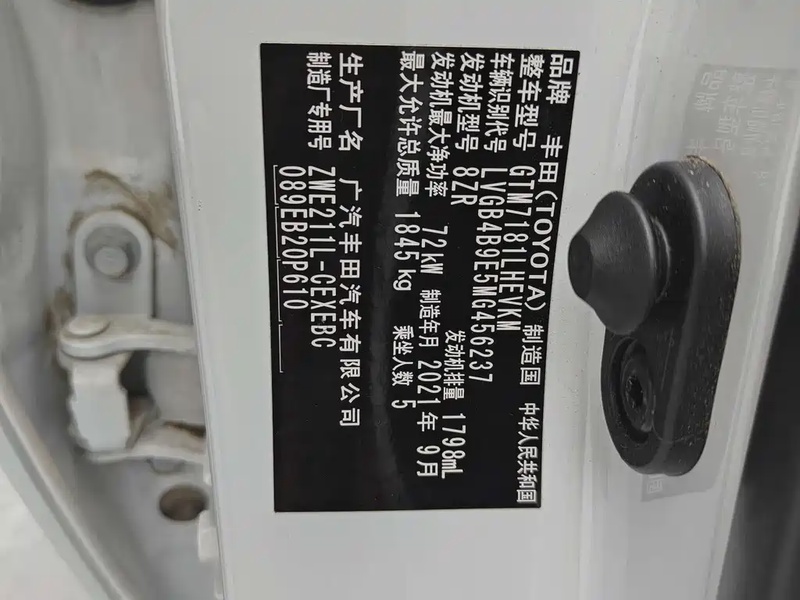 品牌 丰田(TOYOTA) 制造国 中华人民共和国
整车型号 GTM7181LHEVKM
车辆识别代号 LVGB4B9E5MG456237
发动机型号 8ZR 发动机排量 1798mL
发动机最大净功率 72kW 制造年月 2021年9月
最大允许总质量 1845kg 乘坐人数 5
生产厂名 广汽丰田汽车有限公司
制造厂专用号 ZWE211L-GEXEBC
089EB20P610